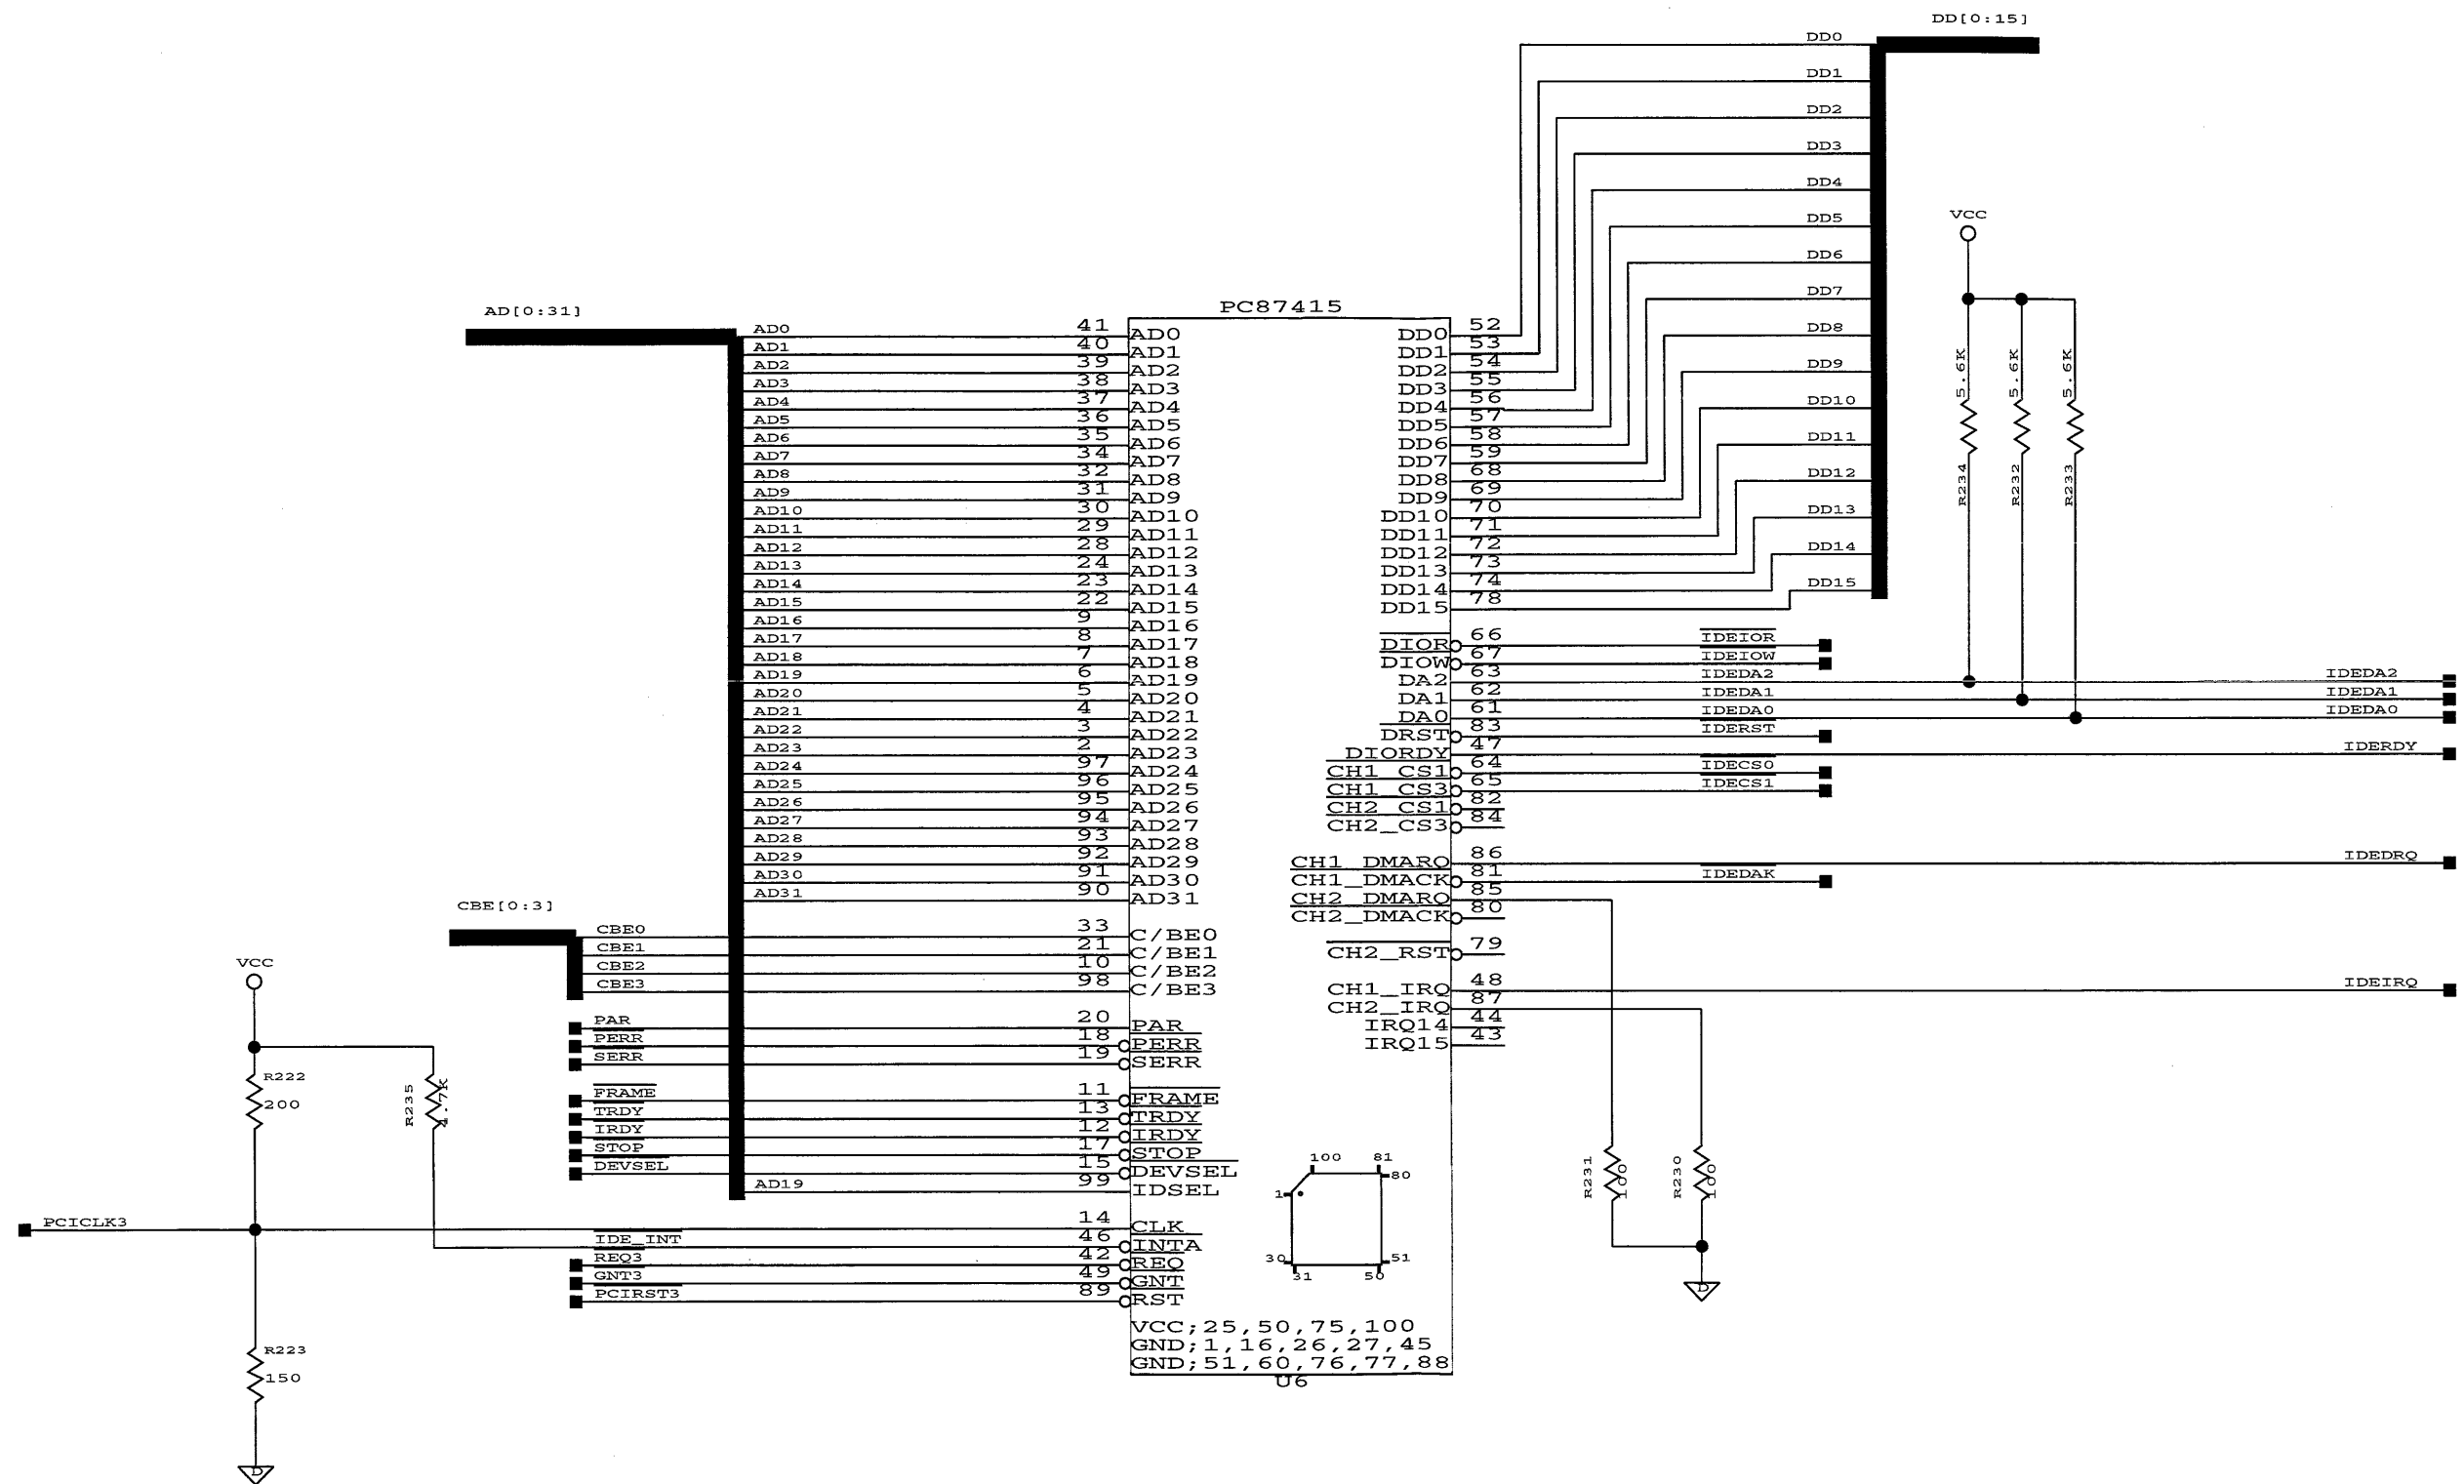 DD[0:15]
DD0
DD1
DD2
DD3
DD4
DD5
DD6
DD7
DD8
DD9
DD10
DD11
DD12
DD13
DD14
DD15
VCC
5.6K
5.6K
5.6K
R234
R232
R233
AD[0:31]
PC87415
AD0 41 AD0 DD0 52
AD1 40 AD1 DD1 53
AD2 39 AD2 DD2 54
AD3 38 AD3 DD3 55
AD4 37 AD4 DD4 56
AD5 36 AD5 DD5 57
AD6 35 AD6 DD6 58
AD7 34 AD7 DD7 59
AD8 32 AD8 DD8 68
AD9 31 AD9 DD9 69
AD10 30 AD10 DD10 70
AD11 29 AD11 DD11 71
AD12 28 AD12 DD12 72
AD13 24 AD13 DD13 73
AD14 23 AD14 DD14 74
AD15 22 AD15 DD15 78
AD16 9 AD16
AD17 8 AD17 DIOR 66 IDEIOR
AD18 7 AD18 DIOW 67 IDEIOW
AD19 6 AD19 DA2 63 IDEDA2 IDEDA2
AD20 5 AD20 DA1 62 IDEDA1 IDEDA1
AD21 4 AD21 DA0 61 IDEDA0 IDEDA0
AD22 3 AD22 DRST 83 IDERST
AD23 2 AD23 DIORDY 47 IDERDY
AD24 97 AD24 CH1_CS1 64 IDECS0
AD25 96 AD25 CH1_CS3 65 IDECS1
AD26 95 AD26 CH2_CS1 82
AD27 94 AD27 CH2_CS3 84
AD28 93 AD28
AD29 92 AD29 CH1_DMARQ 86 IDEDRQ
AD30 91 AD30 CH1_DMACK 81 IDEDAK
AD31 90 AD31 CH2_DMARQ 85
CH2_DMACK 80
CBE[0:3]
CBE0 33 C/BE0
CBE1 21 C/BE1 CH2_RST 79
CBE2 10 C/BE2
CBE3 98 C/BE3 CH1_IRQ 48 IDEIRQ
CH2_IRQ 87
PAR 20 PAR IRQ14 44
PERR 18 PERR IRQ15 43
SERR 19 SERR
VCC
R222
200
R235
4.7K
FRAME 11 FRAME
TRDY 13 TRDY
IRDY 12 IRDY
STOP 17 STOP
DEVSEL 15 DEVSEL
AD19 99 IDSEL
100 81
1 80
30 51
31 50
R231
100
R230
100
D
PCICLK3 14 CLK
IDE_INT 46 INTA
REQ3 42 REQ
GNT3 49 GNT
PCIRST3 89 RST
VCC;25,50,75,100
GND;1,16,26,27,45
GND;51,60,76,77,88
U6
R223
150
D